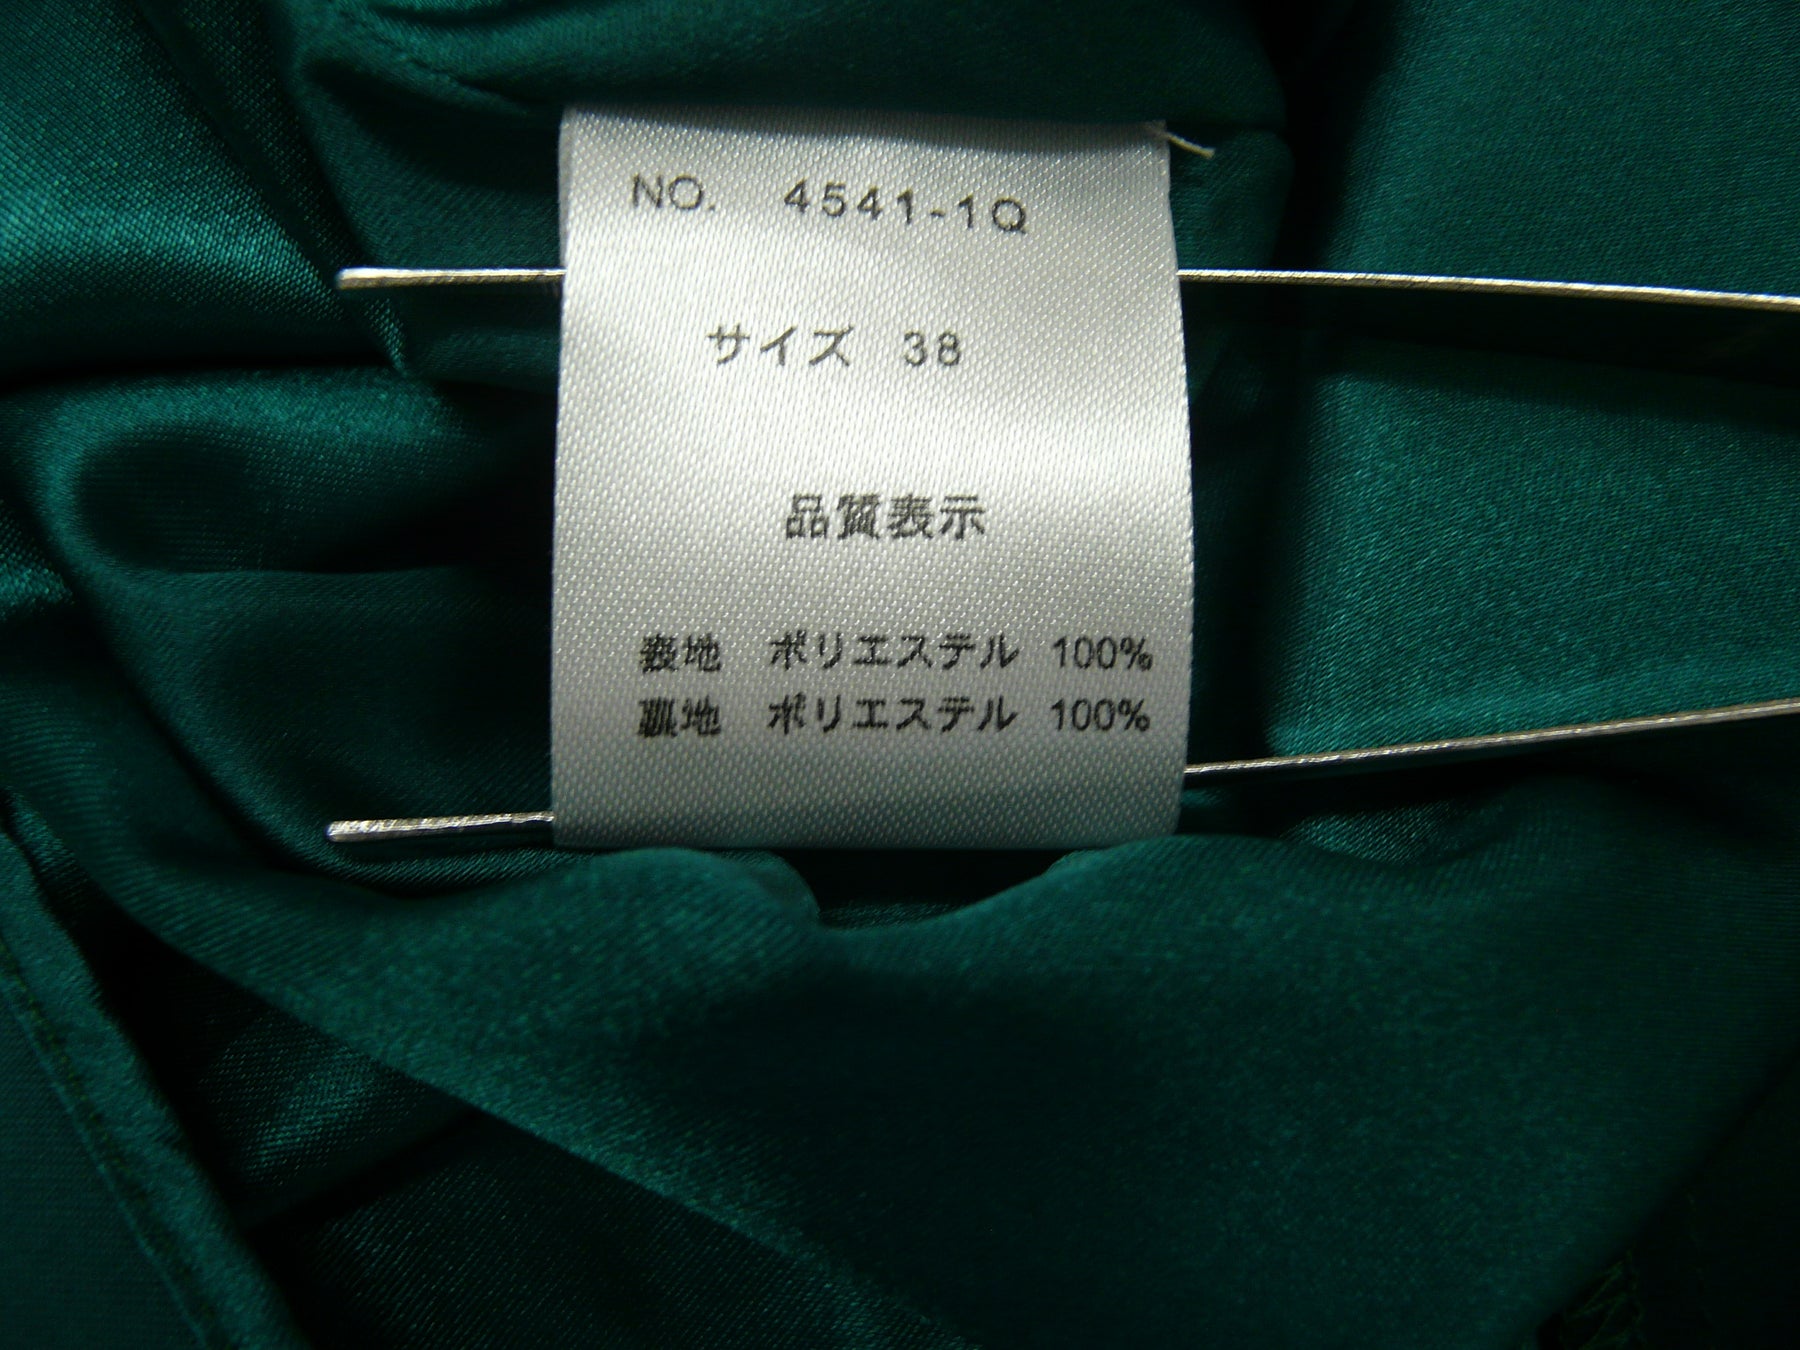 NO. 4541-1Q
サイズ 38
品質表示
表地 ポリエステル 100%
裏地 ポリエステル 100%